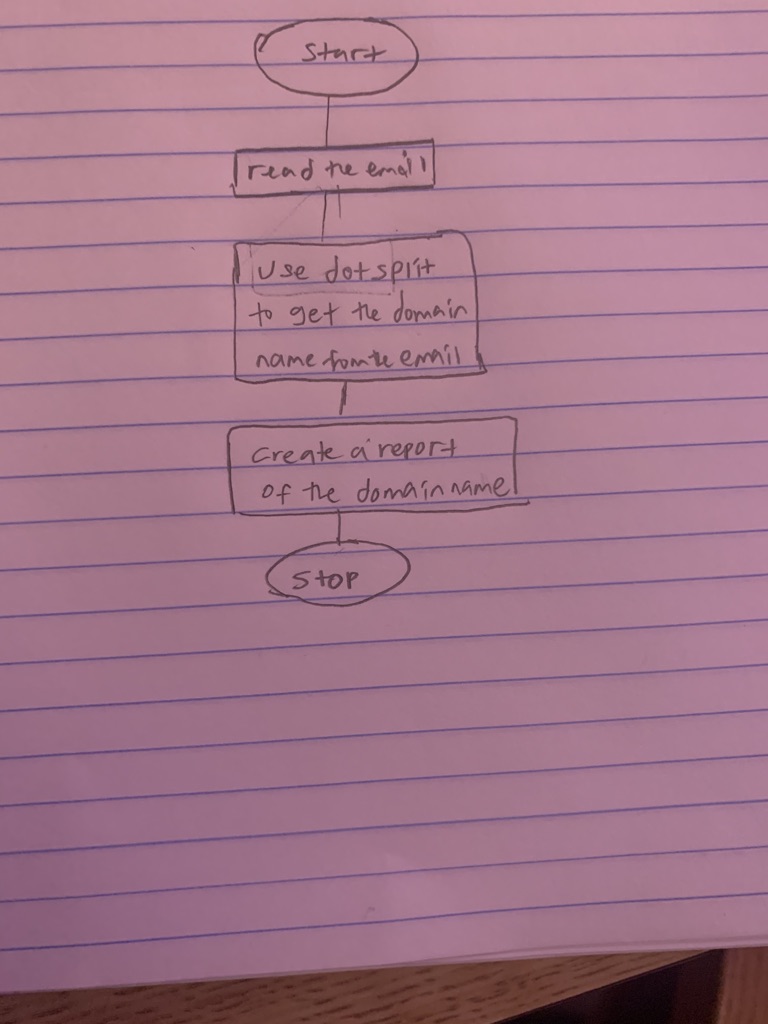 Start
read the email
Use dot split
to get the domain
name from the email
Create a report
of the domain name
Stop